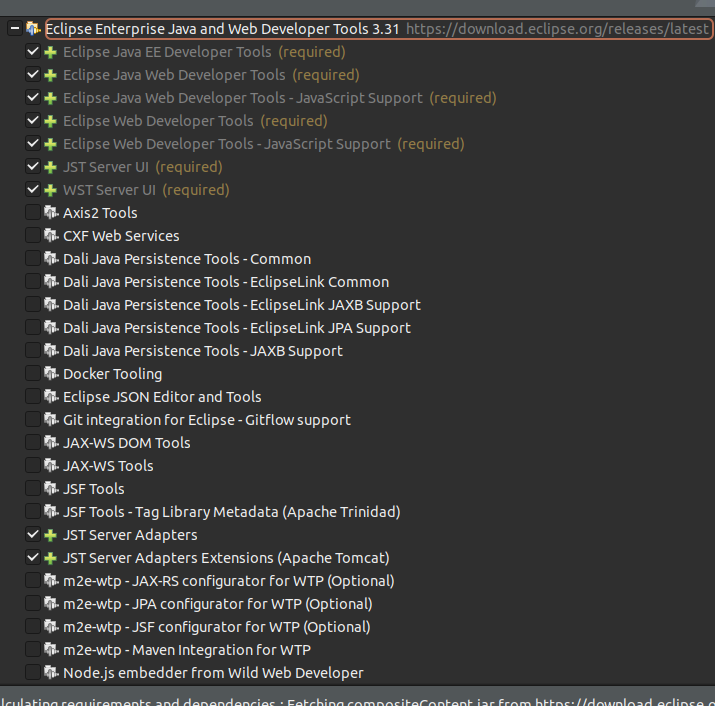 Eclipse Enterprise Java and Web Developer Tools 3.31 https://download.eclipse.org/releases/latest
Eclipse Java EE Developer Tools (required)
Eclipse Java Web Developer Tools (required)
Eclipse Java Web Developer Tools - JavaScript Support (required)
Eclipse Web Developer Tools (required)
Eclipse Web Developer Tools - JavaScript Support (required)
JST Server UI (required)
WST Server UI (required)
Axis2 Tools
CXF Web Services
Dali Java Persistence Tools - Common
Dali Java Persistence Tools - EclipseLink Common
Dali Java Persistence Tools - EclipseLink JAXB Support
Dali Java Persistence Tools - EclipseLink JPA Support
Dali Java Persistence Tools - JAXB Support
Docker Tooling
Eclipse JSON Editor and Tools
Git integration for Eclipse - Gitflow support
JAX-WS DOM Tools
JAX-WS Tools
JSF Tools
JSF Tools - Tag Library Metadata (Apache Trinidad)
JST Server Adapters
JST Server Adapters Extensions (Apache Tomcat)
m2e-wtp - JAX-RS configurator for WTP (Optional)
m2e-wtp - JPA configurator for WTP (Optional)
m2e-wtp - JSF configurator for WTP (Optional)
m2e-wtp - Maven Integration for WTP
Node.js embedder from Wild Web Developer
lculating requirements and dependencies.: Fetching compositeContent.jar from https://download.eclipse.o